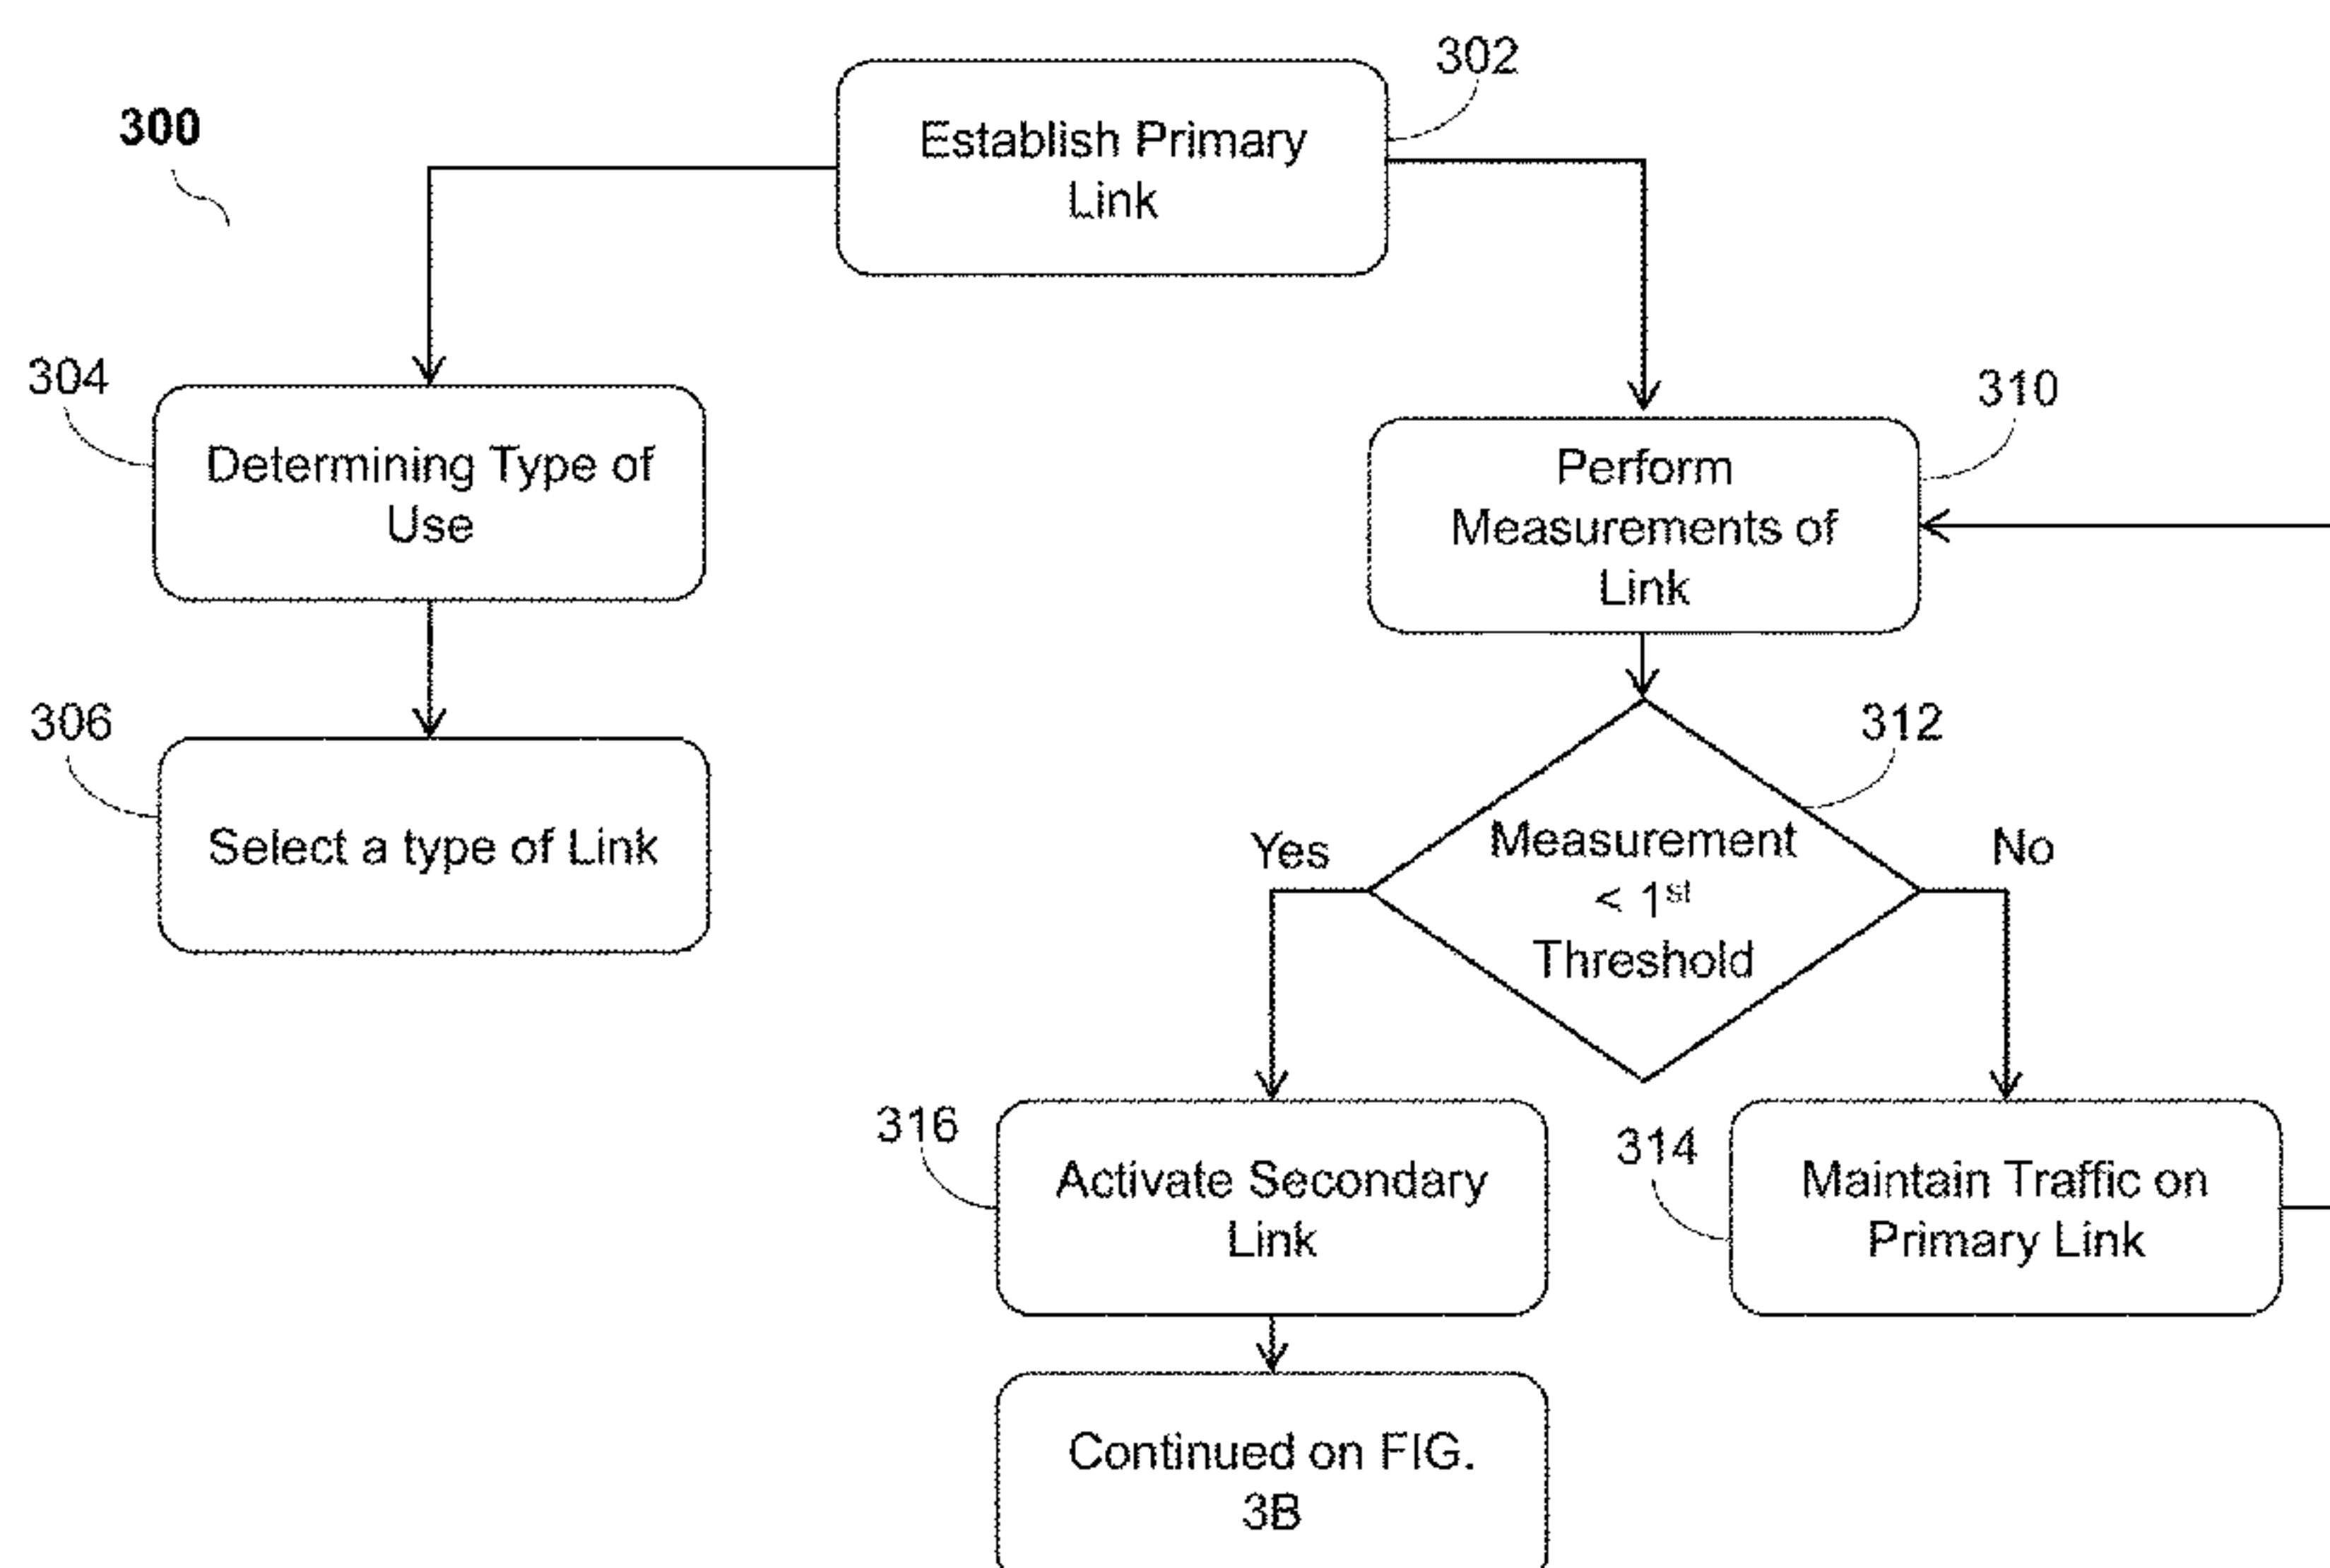 302
300
Establish Primary
Link
304
Determining Type of
Use
310
Perform
Measurements of
Link
306
Select a type of Link
312
Yes
Measurement
< 1st
Threshold
No
316
Activate Secondary
Link
314
Maintain Traffic on
Primary Link
Continued on FIG.
3B